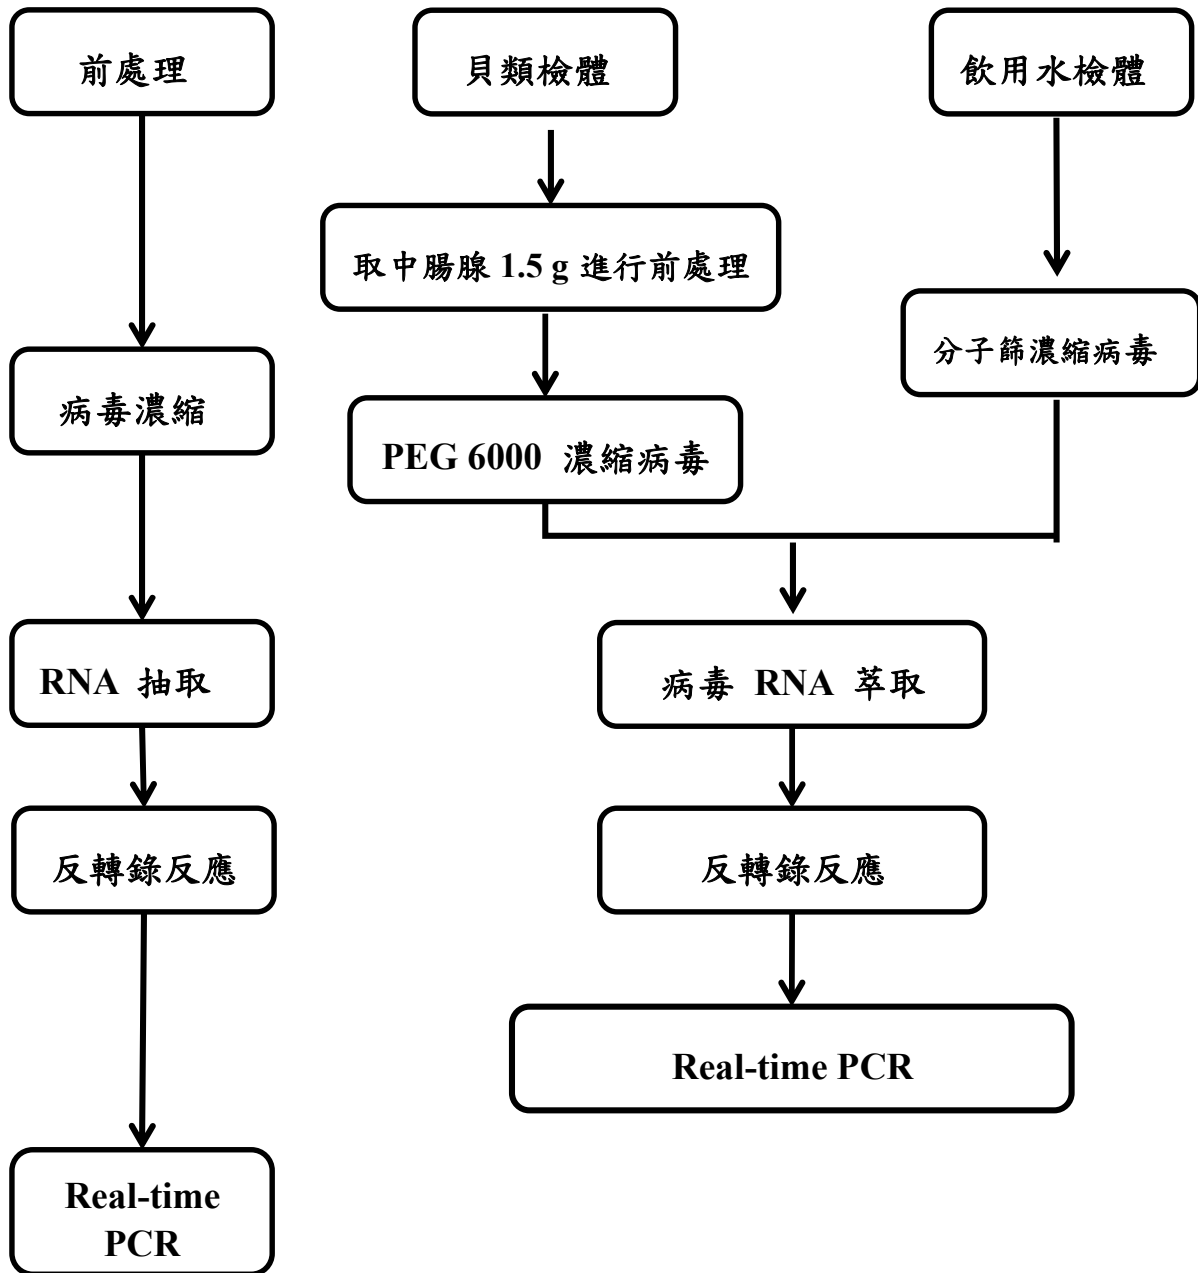 前處理
貝類檢體
飲用水檢體
取中腸腺 1.5 g 進行前處理
分子篩濃縮病毒
病毒濃縮
PEG 6000 濃縮病毒
RNA 抽取
病毒 RNA 萃取
反轉錄反應
反轉錄反應
Real-time PCR
Real-time
PCR